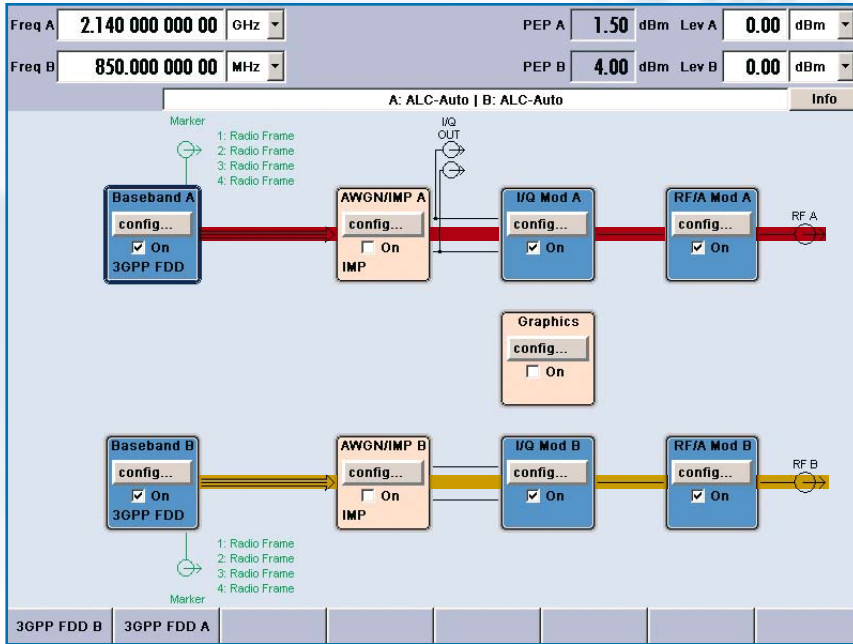 Freq A 2.140 000 000 00 GHz PEP A 1.50 dBm Lev A 0.00 dBm
Freq B 850.000 000 00 MHz PEP B 4.00 dBm Lev B 0.00 dBm
A: ALC-Auto | B: ALC-Auto Info
Marker
1: Radio Frame
2: Radio Frame
3: Radio Frame
4: Radio Frame
I/Q
OUT
Baseband A
config...
On
3GPP FDD
AWGN/IMP A
config...
On
IMP
I/Q Mod A
config...
On
RF/A Mod A
config...
On
RF A
Graphics
config...
On
Baseband B
config...
On
3GPP FDD
AWGN/IMP B
config...
On
IMP
I/Q Mod B
config...
On
RF/A Mod B
config...
On
RF B
1: Radio Frame
2: Radio Frame
3: Radio Frame
4: Radio Frame
Marker
3GPP FDD B 3GPP FDD A